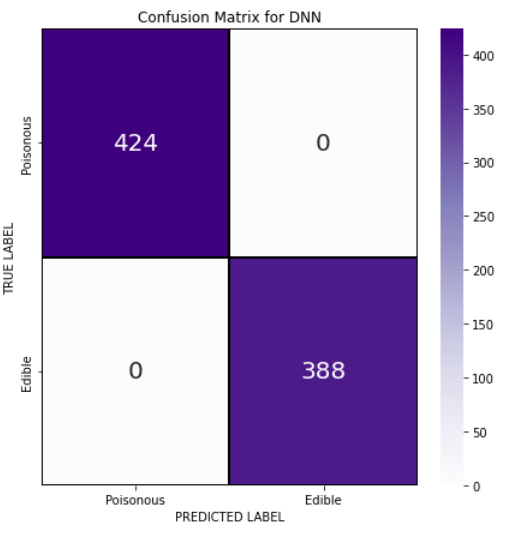 Confusion Matrix for DNN
TRUE LABEL
Poisonous
Edible
424
0
0
388
Poisonous
Edible
PREDICTED LABEL
400
350
300
250
200
150
100
50
0